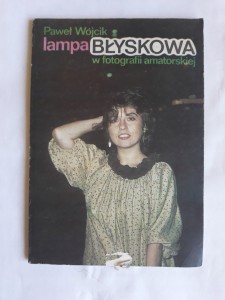 Paweł Wójcik
lampa BŁYSKOWA
w fotografii amatorskiej